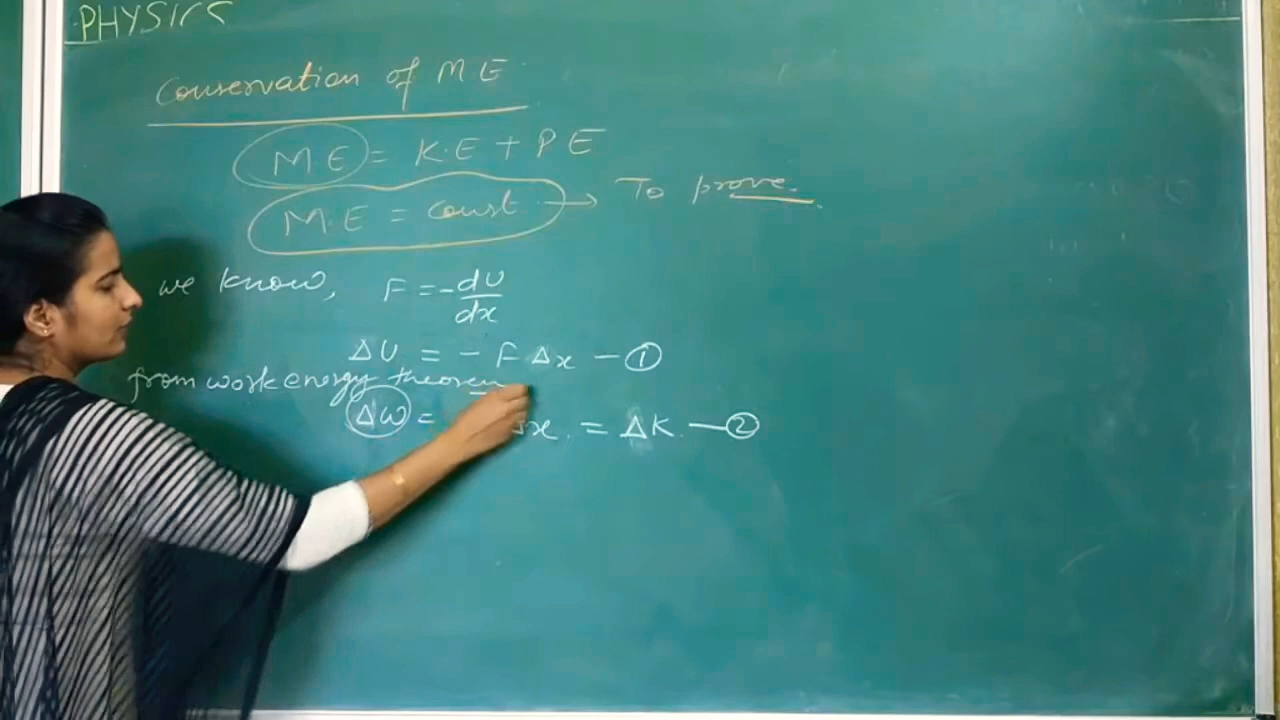 PHYSICS
Conservation of M E
M E = K.E + P E
M.E = const → To prove.
we know, F = -dU/dx
ΔU = - F Δx - ①
from work energy theorem
ΔW = Δx. = ΔK. - ②